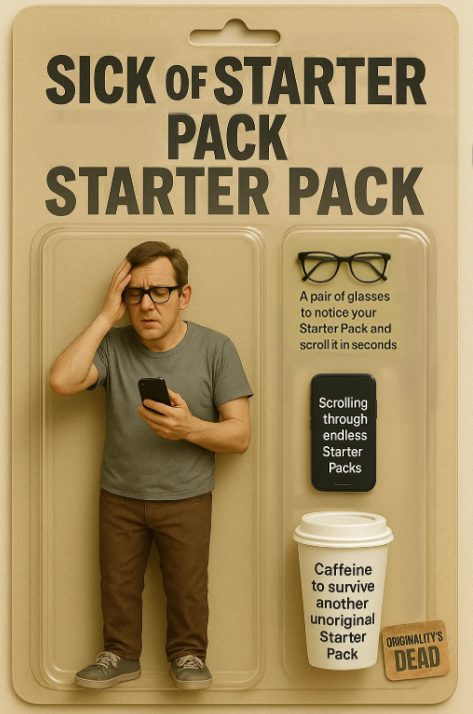 SICK OF STARTER
PACK
STARTER PACK
A pair of glasses
to notice your
Starter Pack and
scroll it in seconds
Scrolling
through
endless
Starter
Packs
Caffeine
to survive
another
unoriginal
Starter
Pack
ORIGINALITY'S
DEAD